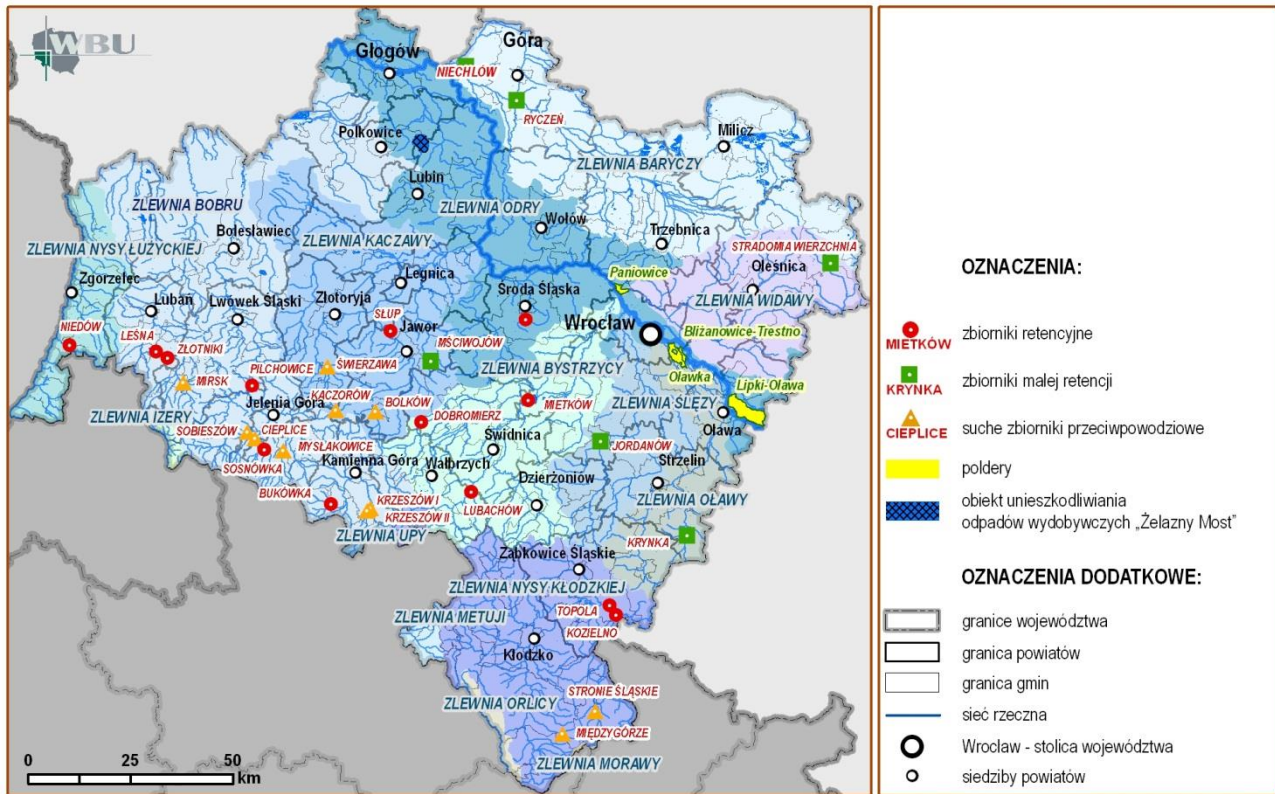 WBU
Głogów
Góra
NIECHLÓW
RYCZEŃ
Polkowice
Milicz
ZLEWNIA BARYCZY
Lubin
ZLEWNIA BOBRU
ZLEWNIA ODRY
Wołów
Bolesławiec
ZLEWNIA KACZAWY
Trzebnica
ZLEWNIA NYSY ŁUŻYCKIEJ
STRADOMIA WIERZCHNIA
Zgorzelec
Legnica
Paniowice
Oleśnica
Lubań
Lwówek Śląski
Złotoryja
Środa Śląska
ZLEWNIA WIDAWY
SŁUP
Wrocław
NIEDÓW
LEŚNA
Jawor
MŚCIWOJÓW
Bliżanowice-Trestno
ZŁOTNIKI
PILCHOWICE
ŚWIERZAWA
ZLEWNIA BYSTRZYCY
Oławka
MIRSK
Lipki-Oława
KACZORÓW
BOLKÓW
MIETKÓW
ZLEWNIA ŚLĘZY
ZLEWNIA IZERY
Jelenia Góra
DOBROMIERZ
Oława
SOBIESZÓW
CIEPLICE
MYSŁAKOWICE
Świdnica
JORDANÓW
SOSNÓWKA
Kamienna Góra
Wałbrzych
Strzelin
BUKÓWKA
KRZESZÓW I
Dzierżoniów
ZLEWNIA OŁAWY
KRZESZÓW II
LUBACHÓW
ZLEWNIA UPY
KRYNKA
Ząbkowice Śląskie
ZLEWNIA NYSY KŁODZKIEJ
ZLEWNIA METUJI
TOPOLA
KOZIELNO
Kłodzko
STRONIE ŚLĄSKIE
ZLEWNIA ORLICY
MIĘDZYGÓRZE
ZLEWNIA MORAWY
0 25 50
km
OZNACZENIA:
MIETKÓW zbiorniki retencyjne
KRYNKA zbiorniki małej retencji
CIEPLICE suche zbiorniki przeciwpowodziowe
poldery
obiekt unieszkodliwiania
odpadów wydobywczych „Żelazny Most"
OZNACZENIA DODATKOWE:
granice województwa
granica powiatów
granica gmin
sieć rzeczna
Wrocław - stolica województwa
siedziby powiatów